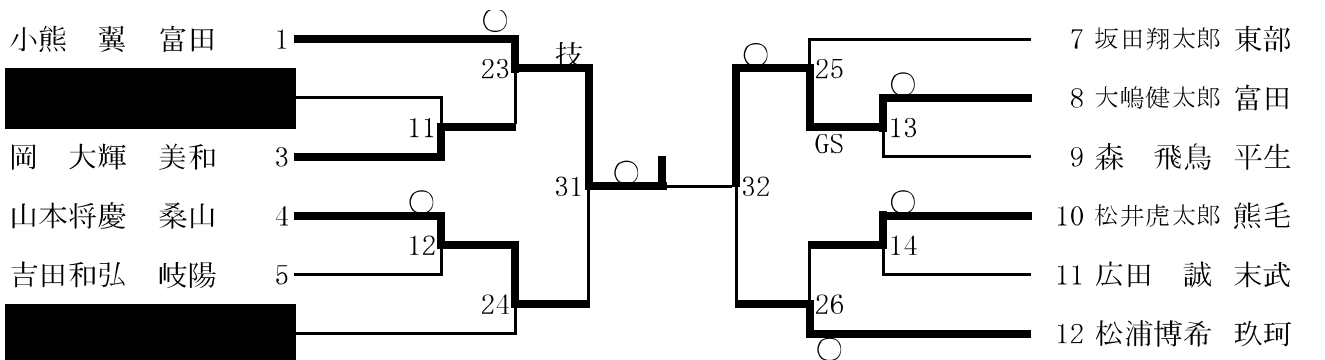 小熊　翼　富田　1
岡　大輝　美和　3
山本将慶　桑山　4
吉田和弘　岐陽　5
○
23
技
11
○
12
24
31
○
○
25
○
13
GS
32
○
14
26
○
7 坂田翔太郎 東部
8 大嶋健太郎 富田
9 森　飛鳥 平生
10 松井虎太郎 熊毛
11 広田　誠 末武
12 松浦博希 玖珂